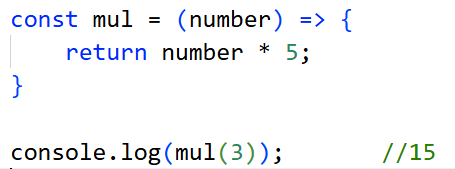 const mul = (number) => {
    return number * 5;
}

console.log(mul(3));       //15